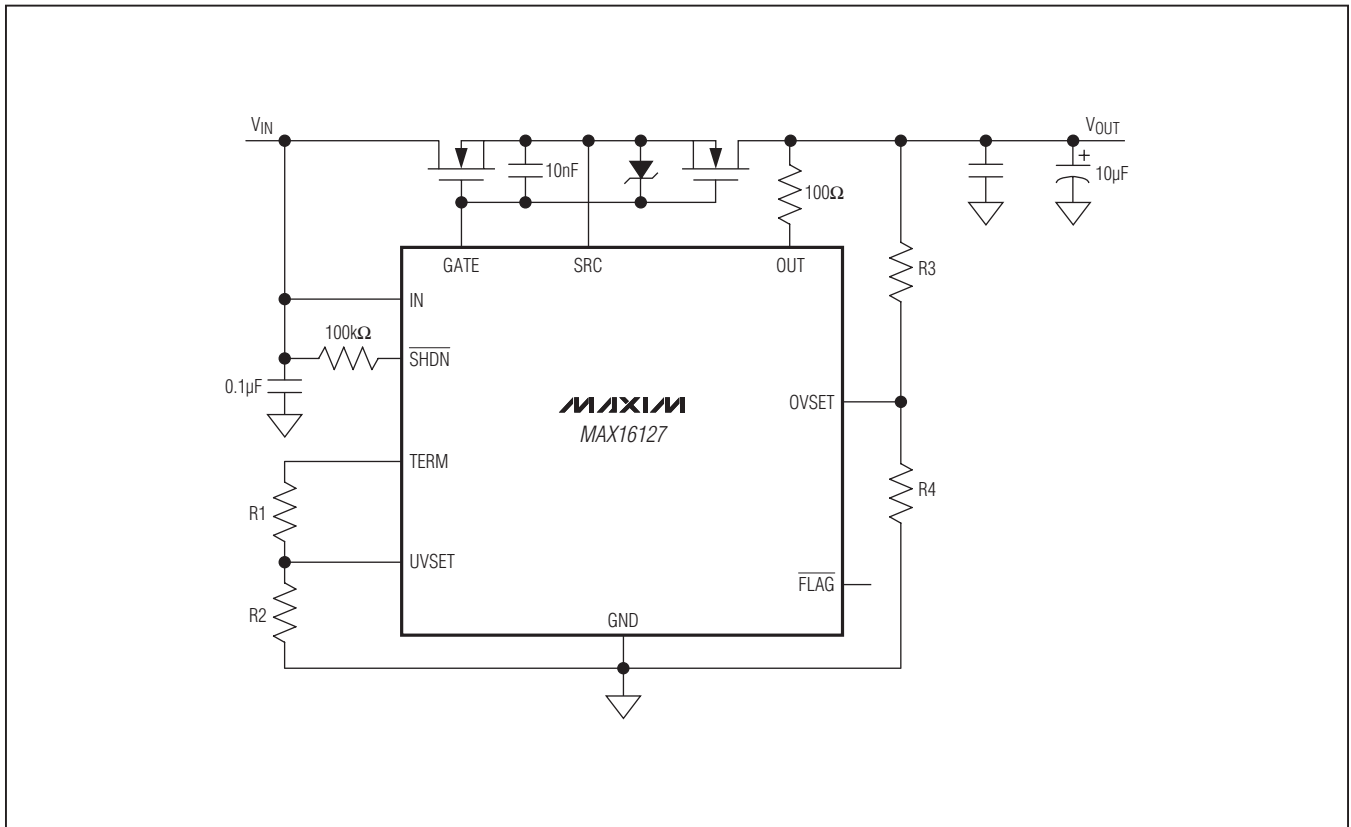 VIN
VOUT
10nF
100Ω
10µF
+
GATE
SRC
OUT
R3
IN
100kΩ
SHDN
0.1µF
MAXIM
MAX16127
OVSET
TERM
R1
R4
UVSET
FLAG
R2
GND